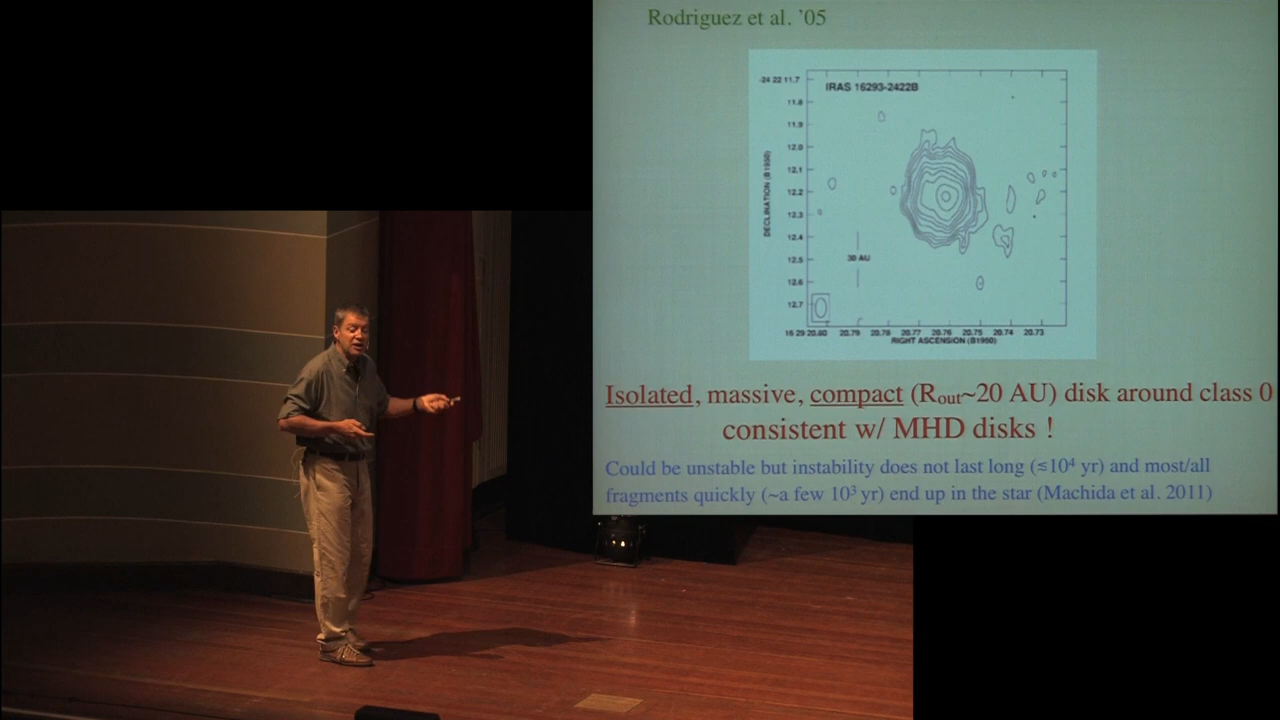 Rodriguez et al. ’05
IRAS 16293-2422B
-24 22 11.7
11.8
11.9
12.0
12.1
12.2
12.3
12.4
12.5
12.6
12.7
DECLINATION (B1950)
30 AU
16 29 20.80 20.79 20.78 20.77 20.76 20.75 20.74 20.73
RIGHT ASCENSION (B1950)
Isolated, massive, compact (Rout~20 AU) disk around class 0
consistent w/ MHD disks !
Could be unstable but instability does not last long (≲10⁴ yr) and most/all
fragments quickly (~a few 10³ yr) end up in the star (Machida et al. 2011)